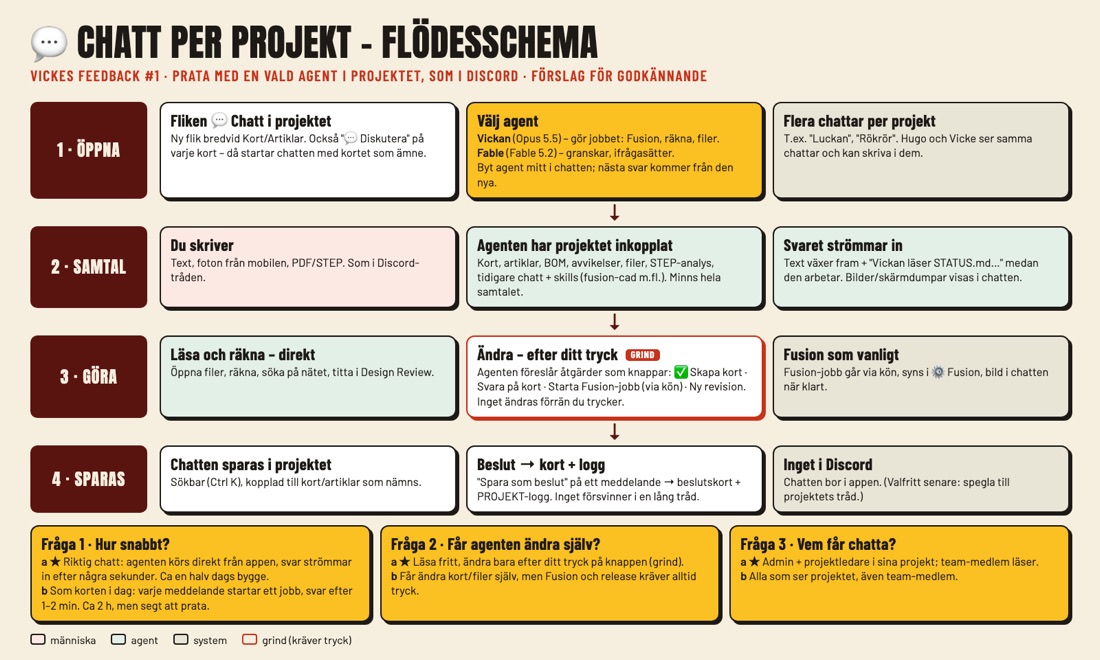 💬 CHATT PER PROJEKT - FLÖDESSCHEMA
VICKES FEEDBACK #1 · PRATA MED EN VALD AGENT I PROJEKTET, SOM I DISCORD · FÖRSLAG FÖR GODKÄNNANDE
1 · ÖPPNA
Fliken 💬 Chatt i projektet
Ny flik bredvid Kort/Artiklar. Också "💬 Diskutera" på
varje kort – då startar chatten med kortet som ämne.
Välj agent
Vickan (Opus 5.5) – gör jobbet: Fusion, räkna, filer.
Fable (Fable 5.2) – granskar, ifrågasätter.
Byt agent mitt i chatten; nästa svar kommer från den
nya.
Flera chattar per projekt
T.ex. "Luckan", "Rökrör". Hugo och Vicke ser samma
chattar och kan skriva i dem.
↓
2 · SAMTAL
Du skriver
Text, foton från mobilen, PDF/STEP. Som i Discord-
tråden.
Agenten har projektet inkopplat
Kort, artiklar, BOM, avvikelser, filer, STEP-analys,
tidigare chatt + skills (fusion-cad m.fl.). Minns hela
samtalet.
Svaret strömmar in
Text växer fram + "Vickan läser STATUS.md…" medan
den arbetar. Bilder/skärmdumpar visas i chatten.
↓
3 · GÖRA
Läsa och räkna – direkt
Öppna filer, räkna, söka på nätet, titta i Design Review.
Ändra – efter ditt tryck GRIND
Agenten föreslår åtgärder som knappar: ✅ Skapa kort ·
Svara på kort · Starta Fusion-jobb (via kön) · Ny revision.
Inget ändras förrän du trycker.
Fusion som vanligt
Fusion-jobb går via kön, syns i ⚙️ Fusion, bild i chatten
när klart.
↓
4 · SPARAS
Chatten sparas i projektet
Sökbar (Ctrl K), kopplad till kort/artiklar som nämns.
Beslut → kort + logg
"Spara som beslut" på ett meddelande → beslutskort +
PROJEKT-logg. Inget försvinner i en lång tråd.
Inget i Discord
Chatten bor i appen. (Valfritt senare: spegla till
projektets tråd.)
Fråga 1 · Hur snabbt?
a ★ Riktig chatt: agenten körs direkt från appen, svar strömmar
in efter några sekunder. Ca en halv dags bygge.
b Som korten i dag: varje meddelande startar ett jobb, svar efter
1–2 min. Ca 2 h, men segt att prata.
Fråga 2 · Får agenten ändra själv?
a ★ Läsa fritt, ändra bara efter ditt tryck på knappen (grind).
b Får ändra kort/filer själv, men Fusion och release kräver alltid
tryck.
Fråga 3 · Vem får chatta?
a ★ Admin + projektledare i sina projekt; team-medlem läser.
b Alla som ser projektet, även team-medlem.
människa
agent
system
grind (kräver tryck)